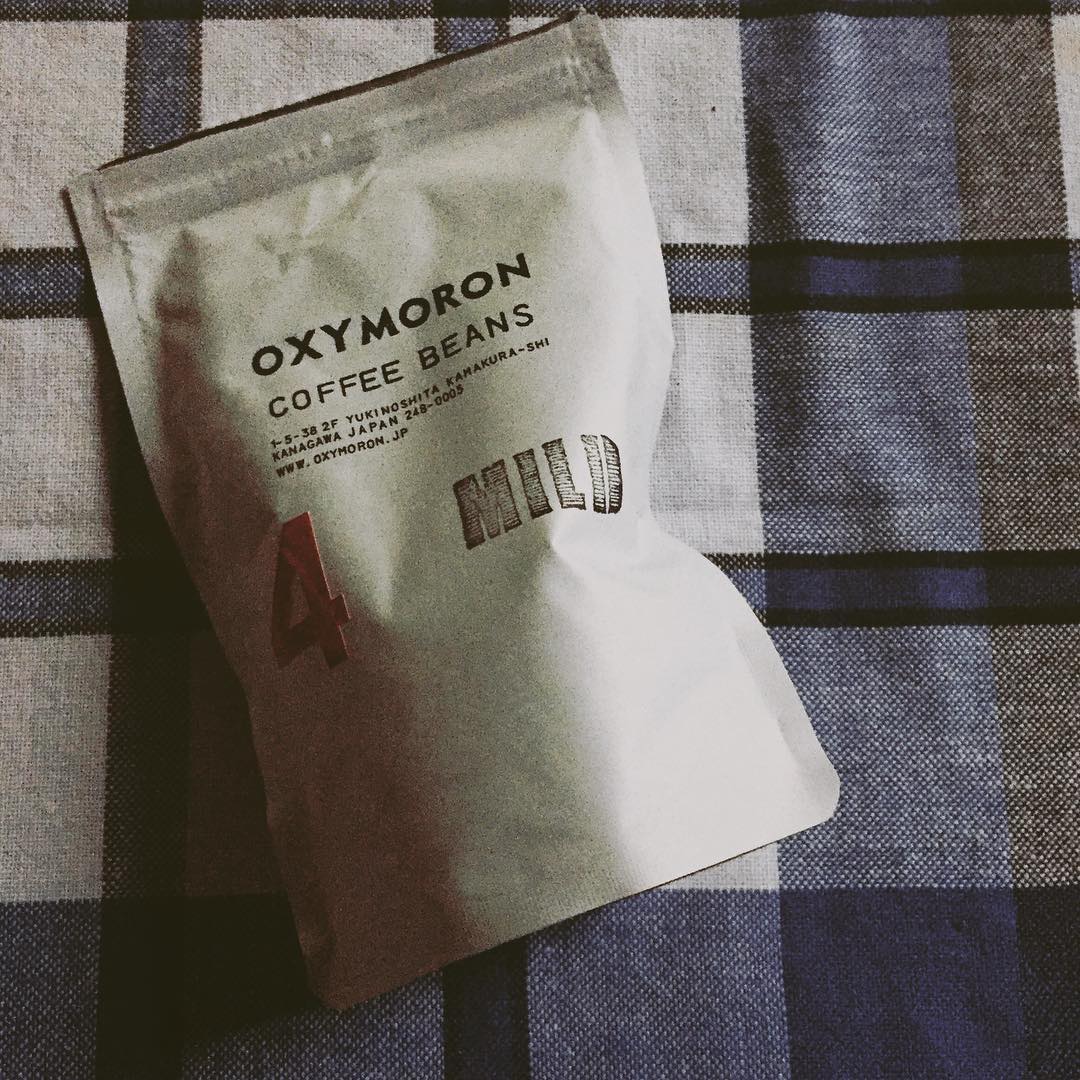 OXYMORON
COFFEE BEANS
1-5-38 2F YUKINOSHITA KAMAKURA-SHI
KANAGAWA JAPAN 248-0005
WWW.OXYMORON.JP
MILD
4